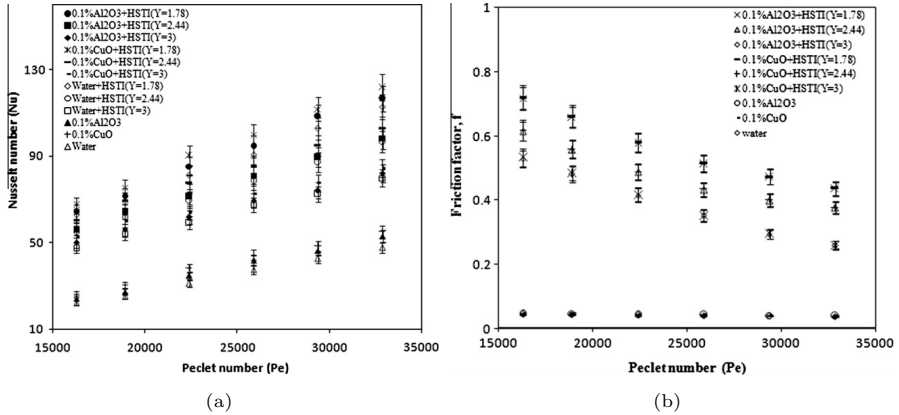 0.1%Al2O3+HSTI(Y=1.78)
0.1%Al2O3+HSTI(Y=2.44)
0.1%Al2O3+HSTI(Y=3)
0.1%CuO+HSTI(Y=1.78)
0.1%CuO+HSTI(Y=2.44)
0.1%CuO+HSTI(Y=3)
Water+HSTI(Y=1.78)
Water+HSTI(Y=2.44)
Water+HSTI(Y=3)
0.1%Al2O3
0.1%CuO
Water
Nusselt number (Nu)
130
90
50
10
15000 20000 25000 30000 35000
Peclet number (Pe)
(a)
0.1%Al2O3+HSTI(Y=1.78)
0.1%Al2O3+HSTI(Y=2.44)
0.1%Al2O3+HSTI(Y=3)
0.1%CuO+HSTI(Y=1.78)
0.1%CuO+HSTI(Y=2.44)
0.1%CuO+HSTI(Y=3)
0.1%Al2O3
0.1%CuO
water
Friction factor, f
1
0.8
0.6
0.4
0.2
0
15000 20000 25000 30000 35000
Peclet number (Pe)
(b)